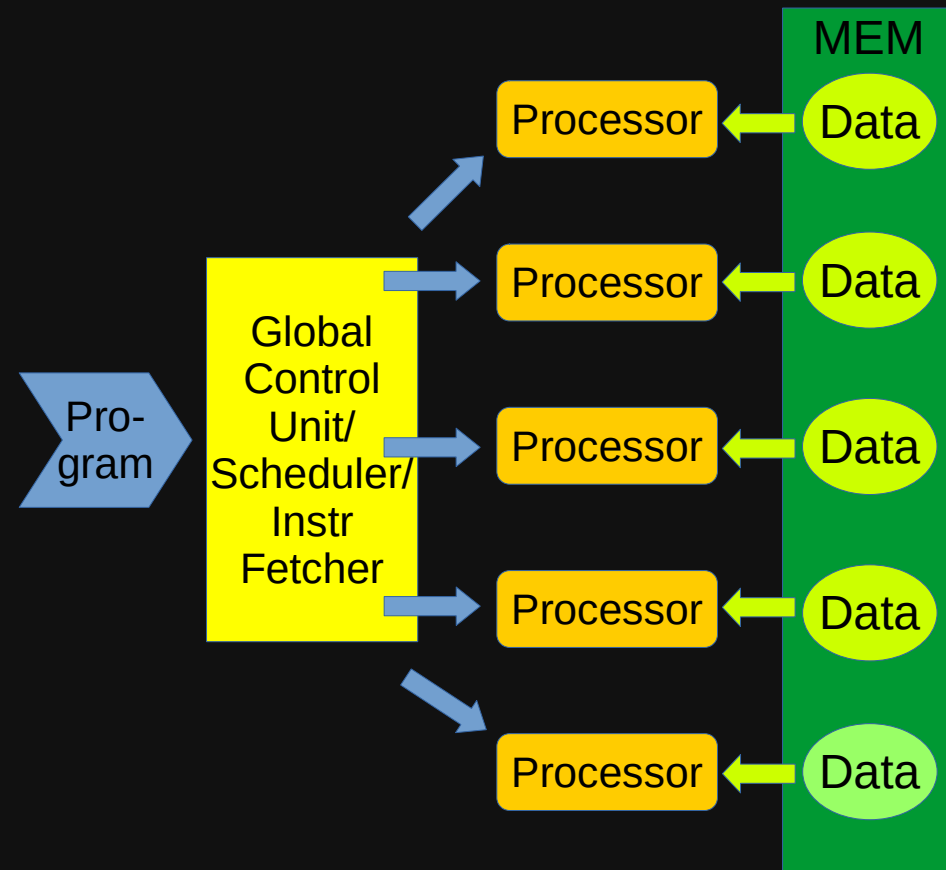 MEM
Processor
Data
Processor
Data
Global
Control
Unit/
Scheduler/
Instr
Fetcher
Pro-
gram
Processor
Data
Processor
Data
Processor
Data